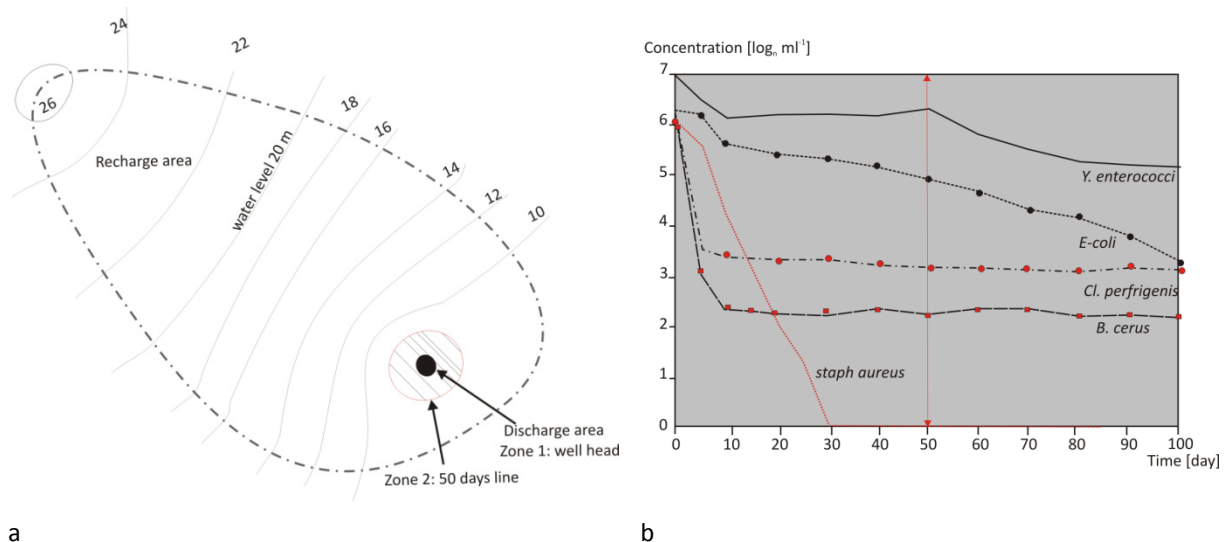 24
22
18
16
14
12
10
26
Recharge area
water level 20 m
Discharge area
Zone 1: well head
Zone 2: 50 days line
a
Concentration [logₙ ml⁻¹]
7
6
5
4
3
2
1
0
Y. enterococci
E-coli
Cl. perfrigenis
B. cerus
staph aureus
0 10 20 30 40 50 60 70 80 90 100
Time [day]
b